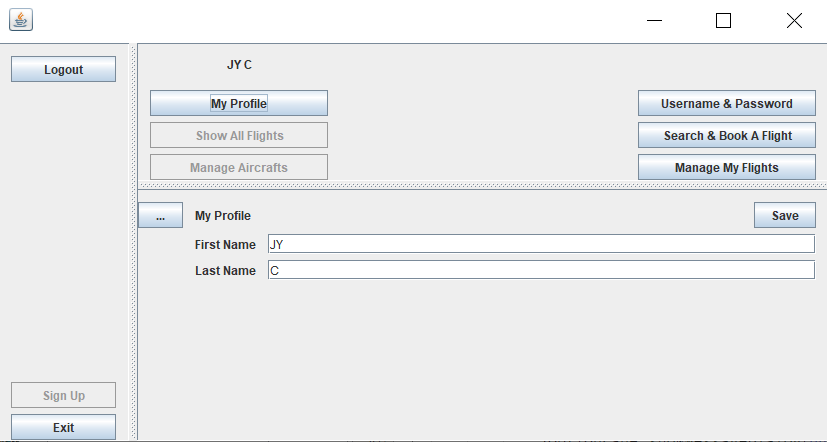 Logout
JY C
My Profile
Username & Password
Show All Flights
Search & Book A Flight
Manage Aircrafts
Manage My Flights
...
My Profile
Save
First Name
JY
Last Name
C
Sign Up
Exit